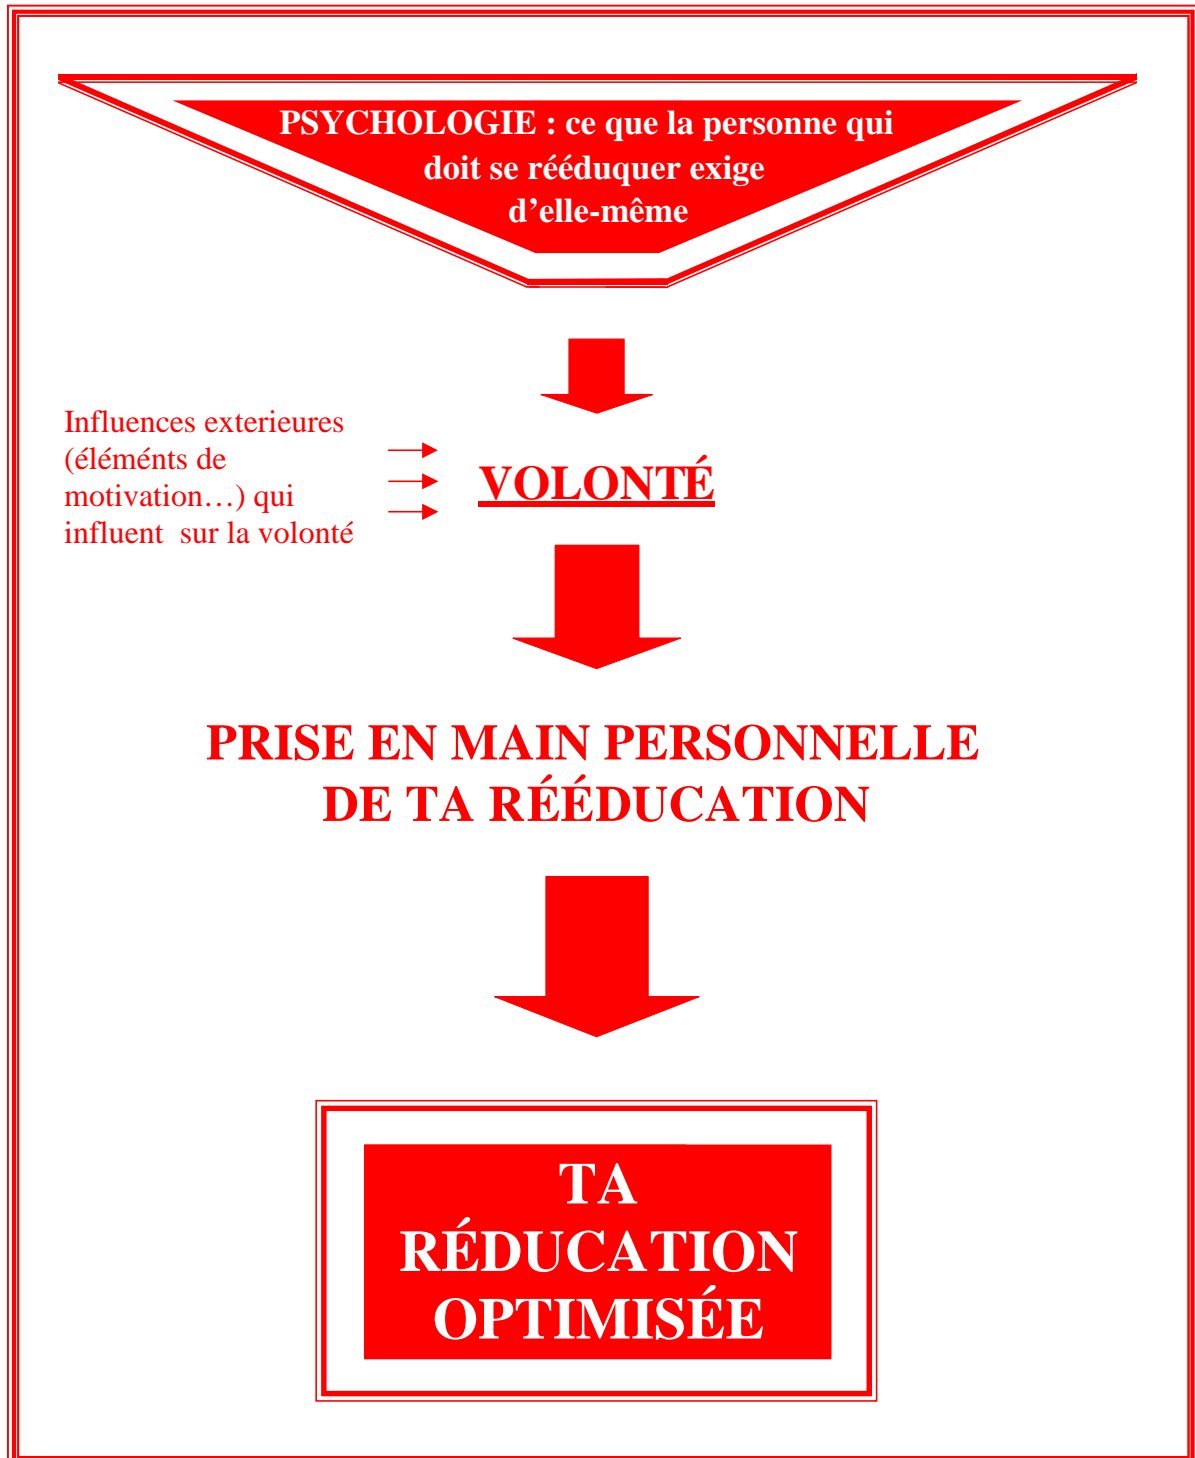 PSYCHOLOGIE : ce que la personne qui
doit se rééduquer exige
d’elle-même
Influences exterieures
(éléménts de
motivation…) qui
influent  sur la volonté
VOLONTÉ
PRISE EN MAIN PERSONNELLE
DE TA RÉÉDUCATION
TA
RÉDUCATION
OPTIMISÉE